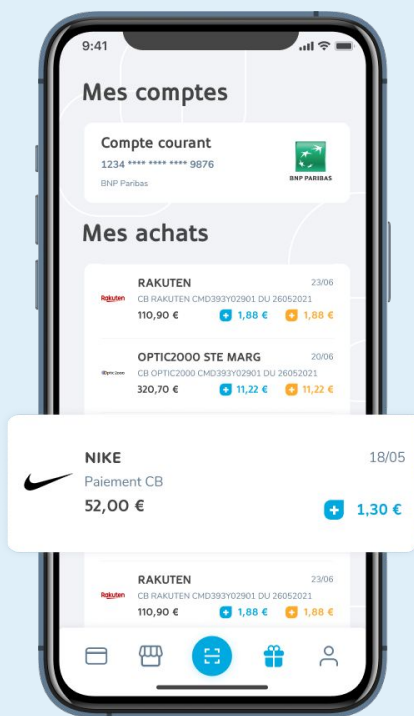 9:41
Mes comptes
Compte courant
1234 **** **** **** 9876
BNP Paribas
BNP PARIBAS
Mes achats
RAKUTEN 23/06
Rakuten
CB RAKUTEN CMD393Y02901 DU 26052021
110,90 € 1,88 € 1,88 €
OPTIC2000 STE MARG 20/06
CB OPTIC2000 CMD393Y02901 DU 26052021
320,70 € 11,22 € 11,22 €
NIKE 18/05
Paiement CB
52,00 € 1,30 €
RAKUTEN 23/06
Rakuten
CB RAKUTEN CMD393Y02901 DU 26052021
110,90 € 1,88 € 1,88 €